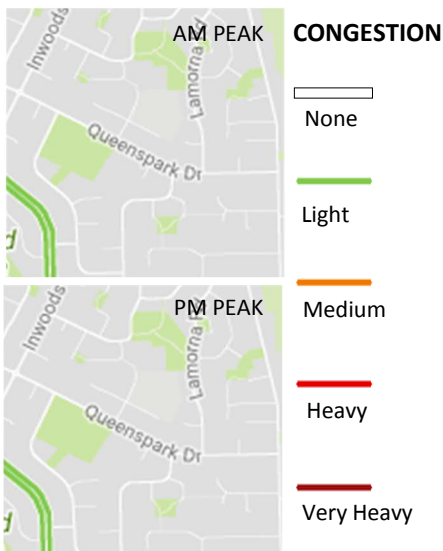 AM PEAK
Inwoods
Lamorna R
Queenspark Dr
d
PM PEAK
Inwoods
Lamorna R
Queenspark Dr
d
CONGESTION
None
Light
Medium
Heavy
Very Heavy